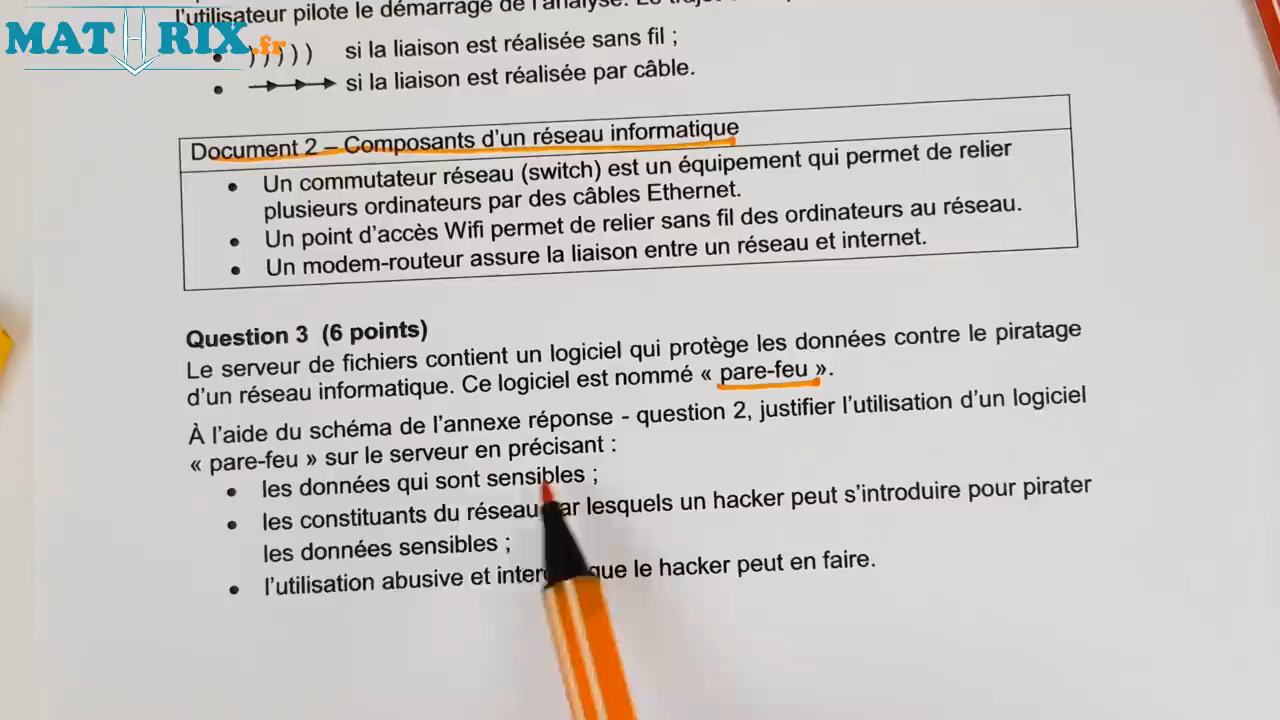 l'utilisateur pilote le démarrage de l'analyse.
MATHRIX.fr
• ))))) si la liaison est réalisée sans fil ;
• si la liaison est réalisée par câble.
Document 2 – Composants d'un réseau informatique
• Un commutateur réseau (switch) est un équipement qui permet de relier
plusieurs ordinateurs par des câbles Ethernet.
• Un point d'accès Wifi permet de relier sans fil des ordinateurs au réseau.
• Un modem-routeur assure la liaison entre un réseau et internet.
Question 3 (6 points)
Le serveur de fichiers contient un logiciel qui protège les données contre le piratage
d'un réseau informatique. Ce logiciel est nommé « pare-feu ».
À l'aide du schéma de l'annexe réponse - question 2, justifier l'utilisation d'un logiciel
« pare-feu » sur le serveur en précisant :
• les données qui sont sensibles ;
• les constituants du réseau par lesquels un hacker peut s'introduire pour pirater
les données sensibles ;
• l'utilisation abusive et que le hacker peut en faire.